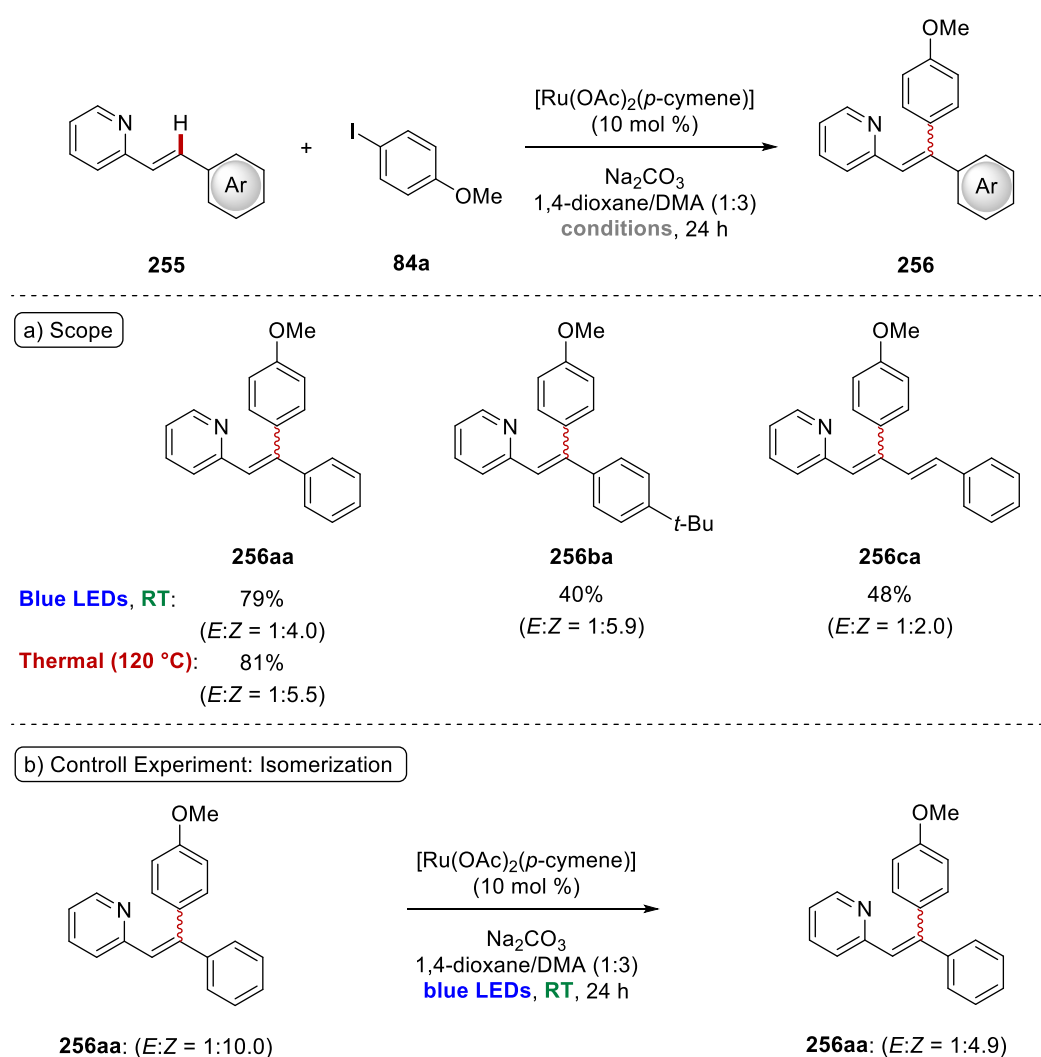 OMe
N
H
Ar
+
I
OMe
[Ru(OAc)2(p-cymene)]
(10 mol %)
Na2CO3
1,4-dioxane/DMA (1:3)
conditions, 24 h
N
Ar
255
84a
256
a) Scope
OMe
OMe
OMe
N
N
N
t-Bu
256aa
256ba
256ca
Blue LEDs, RT: 79%
40%
48%
(E:Z = 1:4.0)
(E:Z = 1:5.9)
(E:Z = 1:2.0)
Thermal (120 °C): 81%
(E:Z = 1:5.5)
b) Controll Experiment: Isomerization
OMe
N
[Ru(OAc)2(p-cymene)]
(10 mol %)
Na2CO3
1,4-dioxane/DMA (1:3)
blue LEDs, RT, 24 h
OMe
N
256aa: (E:Z = 1:10.0)
256aa: (E:Z = 1:4.9)